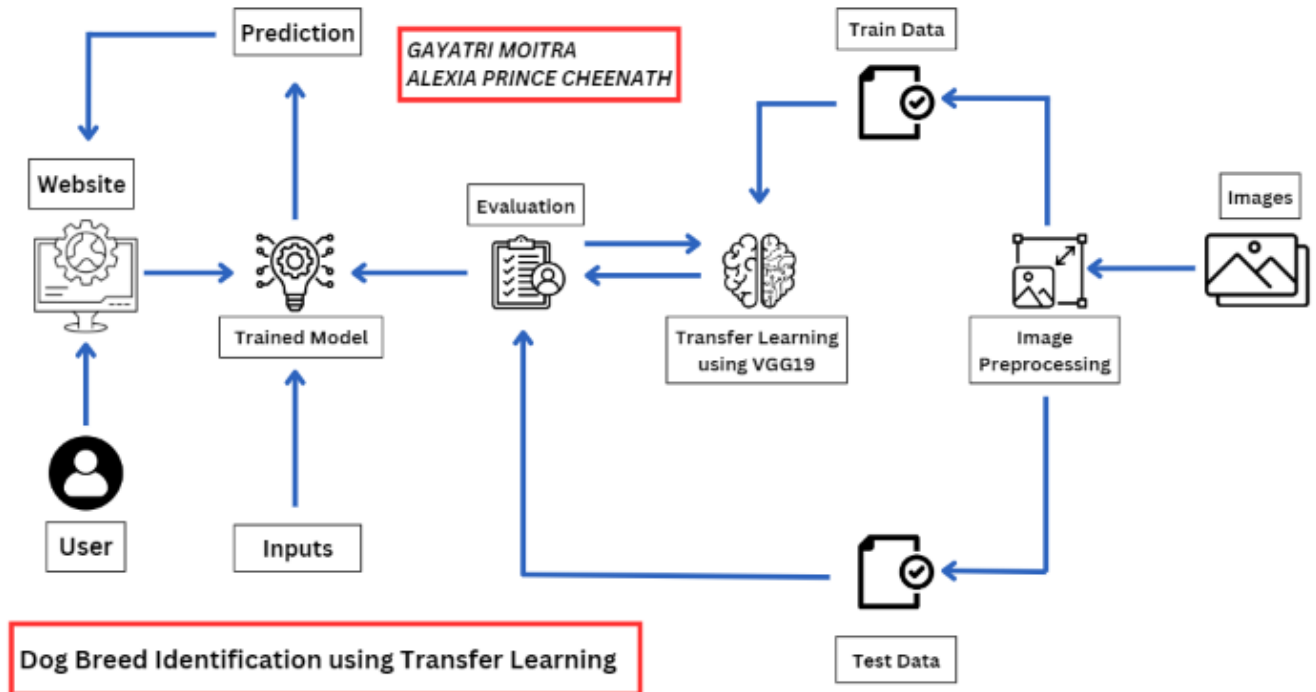 Prediction
GAYATRI MOITRA
ALEXIA PRINCE CHEENATH
Train Data
Website
Evaluation
Images
Trained Model
Transfer Learning
using VGG19
Image
Preprocessing
User
Inputs
Dog Breed Identification using Transfer Learning
Test Data